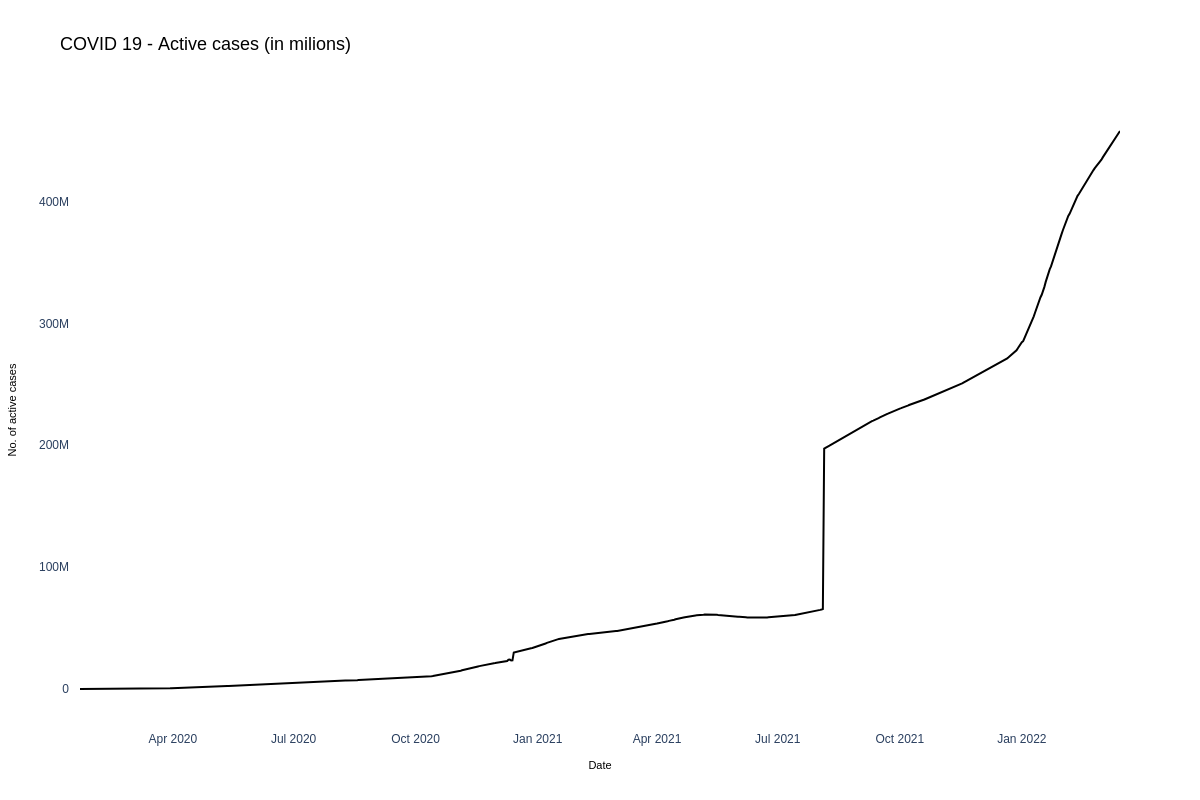 COVID 19 - Active cases (in milions)
No. of active cases
400M
300M
200M
100M
0
Apr 2020
Jul 2020
Oct 2020
Jan 2021
Apr 2021
Jul 2021
Oct 2021
Jan 2022
Date